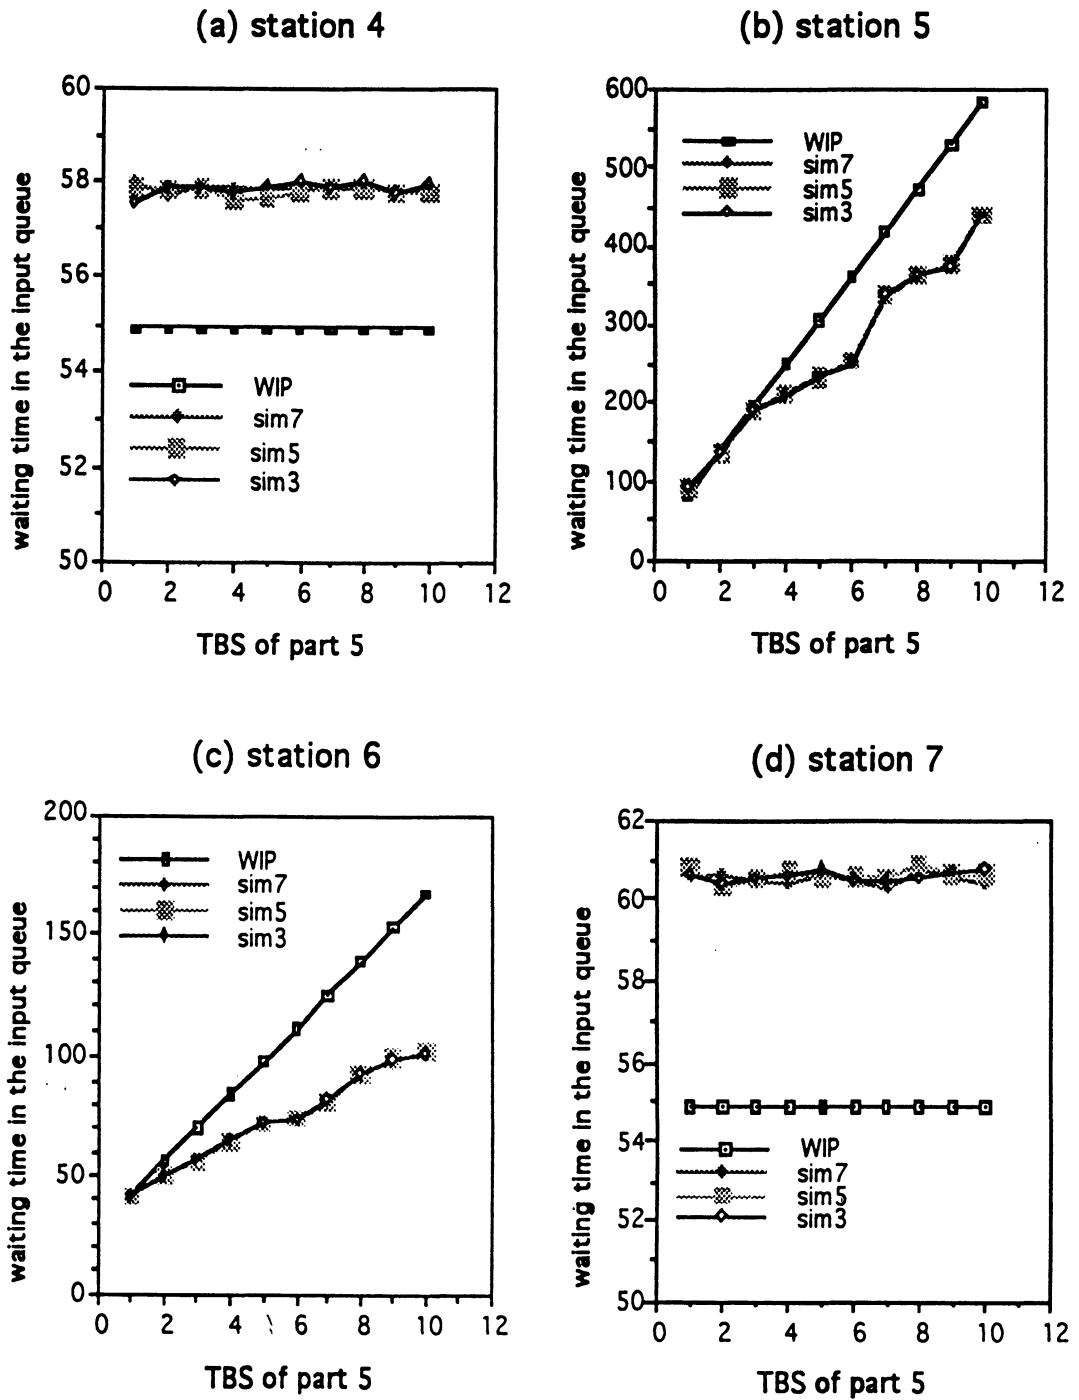 (a) station 4
waiting time in the input queue
60
58
56
54
52
50
WIP
sim7
sim5
sim3
0 2 4 6 8 10 12
TBS of part 5
(b) station 5
waiting time in the input queue
600
500
400
300
200
100
0
WIP
sim7
sim5
sim3
0 2 4 6 8 10 12
TBS of part 5
(c) station 6
waiting time in the input queue
200
150
100
50
0
WIP
sim7
sim5
sim3
0 2 4 6 8 10 12
TBS of part 5
(d) station 7
waiting time in the input queue
62
60
58
56
54
52
50
WIP
sim7
sim5
sim3
0 2 4 6 8 10 12
TBS of part 5